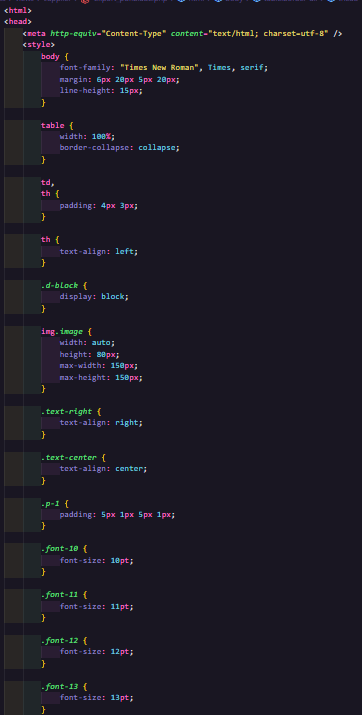 <html>
<head>
<meta http-equiv="Content-Type" content="text/html; charset=utf-8" />
<style>
body {
font-family: "Times New Roman", Times, serif;
margin: 6px 20px 5px 20px;
line-height: 15px;
}
table {
width: 100%;
border-collapse: collapse;
}
td,
th {
padding: 4px 3px;
}
th {
text-align: left;
}
.d-block {
display: block;
}
img.image {
width: auto;
height: 80px;
max-width: 150px;
max-height: 150px;
}
.text-right {
text-align: right;
}
.text-center {
text-align: center;
}
.p-1 {
padding: 5px 1px 5px 1px;
}
.font-10 {
font-size: 10pt;
}
.font-11 {
font-size: 11pt;
}
.font-12 {
font-size: 12pt;
}
.font-13 {
font-size: 13pt;
}